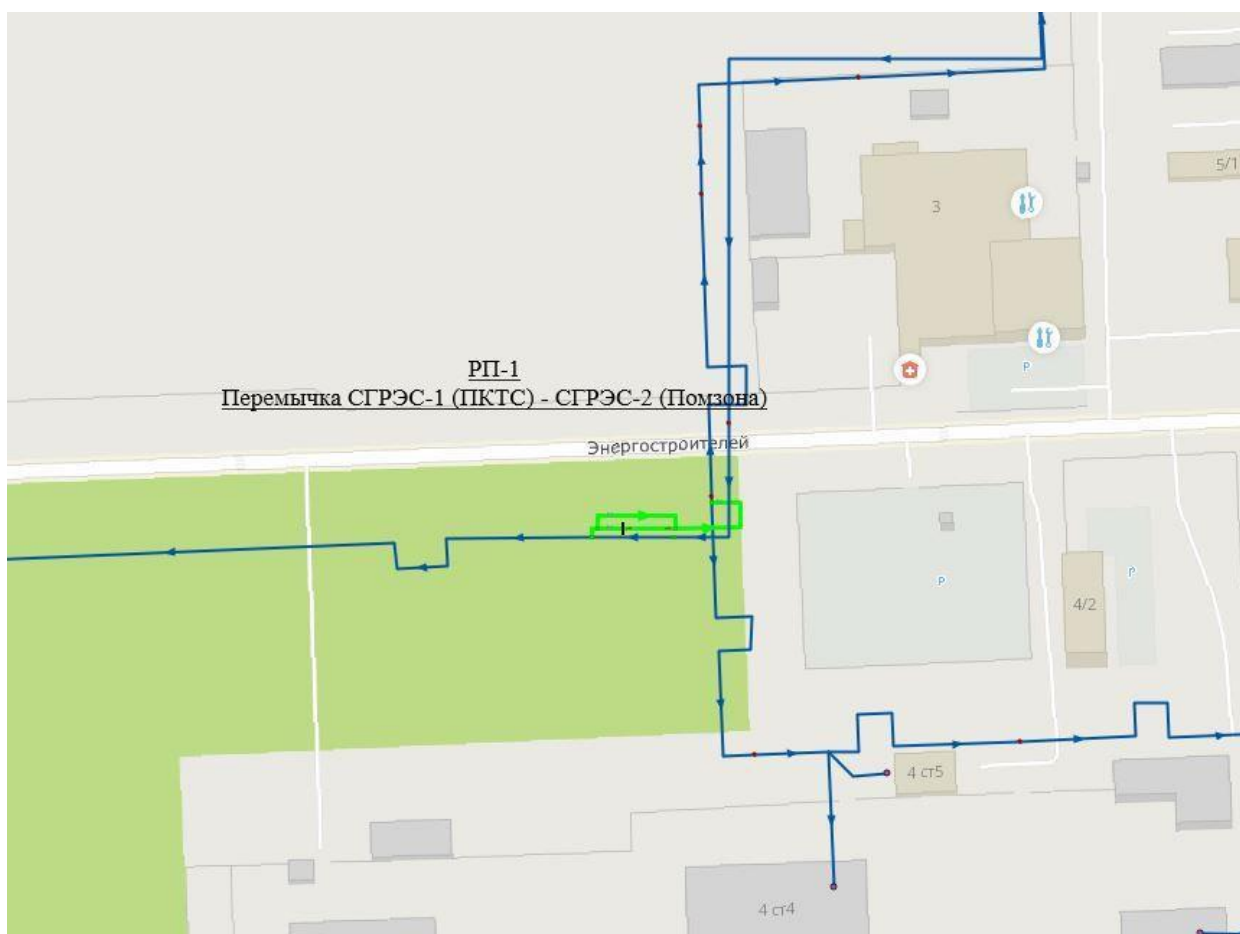 5/1
3
РП-1
Перемычка СГРЭС-1 (ПКТС) - СГРЭС-2 (Помзона)
Р
Энергостроителей
Р
Р
4/2
4 ст5
4 ст4